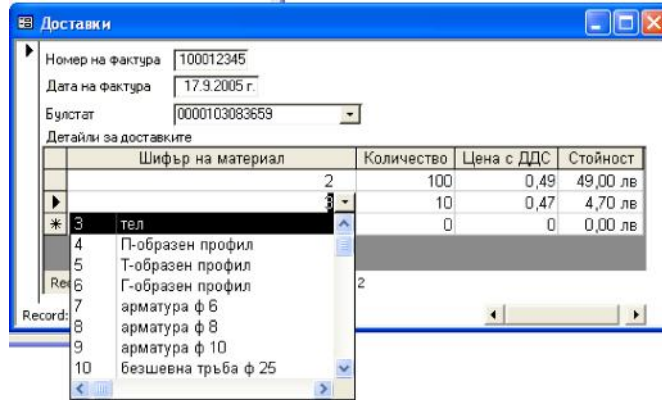 Доставки
Номер на фактура 100012345
Дата на фактура 17.9.2005 г.
Булстат 0000103083659
Детайли за доставките
Шифър на материал Количество Цена с ДДС Стойност
2 100 0,49 49,00 лв
3 10 0,47 4,70 лв
0 0 0,00 лв
3 тел
4 П-образен профил
5 Т-образен профил
6 Г-образен профил
7 арматура ф 6
8 арматура ф 8
9 арматура ф 10
10 безшевна тръба ф 25
2
Record: